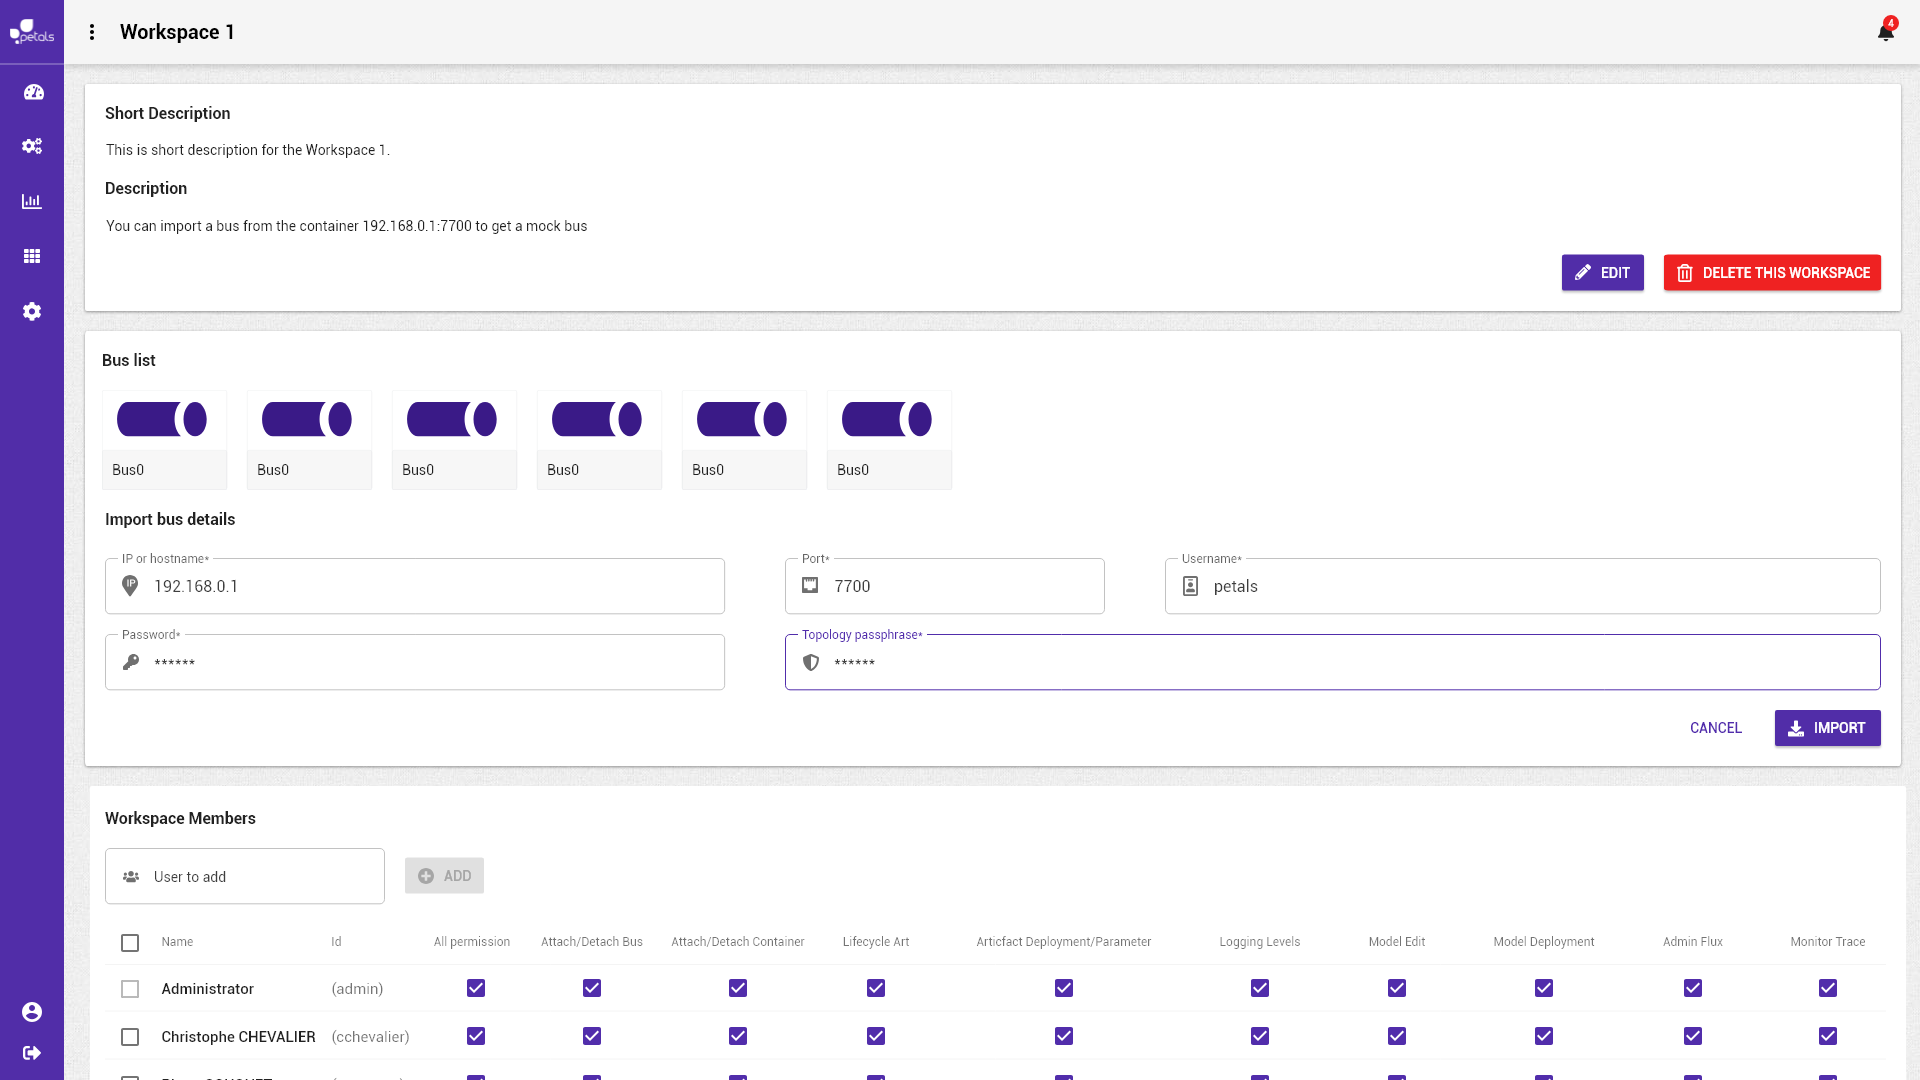 petals
Workspace 1
4
Short Description
This is short description for the Workspace 1.
Description
You can import a bus from the container 192.168.0.1:7700 to get a mock bus
EDIT
DELETE THIS WORKSPACE
Bus list
Bus0 Bus0 Bus0 Bus0 Bus0 Bus0
Import bus details
IP or hostname* Port* Username*
IP 192.168.0.1 7700 petals
Password* Topology passphrase*
****** ******
CANCEL IMPORT
Workspace Members
User to add ADD
Name Id All permission Attach/Detach Bus Attach/Detach Container Lifecycle Art Articfact Deployment/Parameter Logging Levels Model Edit Model Deployment Admin Flux Monitor Trace
Administrator (admin)
Christophe CHEVALIER (cchevalier)